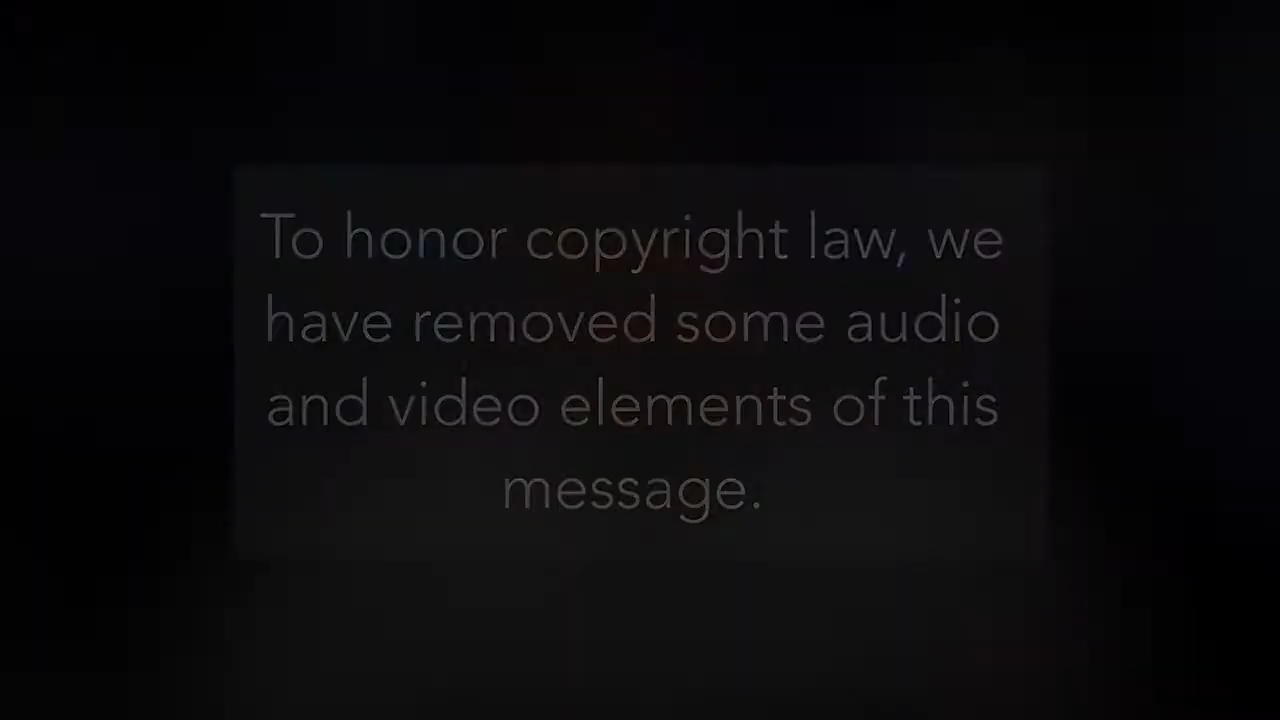 To honor copyright law, we
have removed some audio
and video elements of this
message.